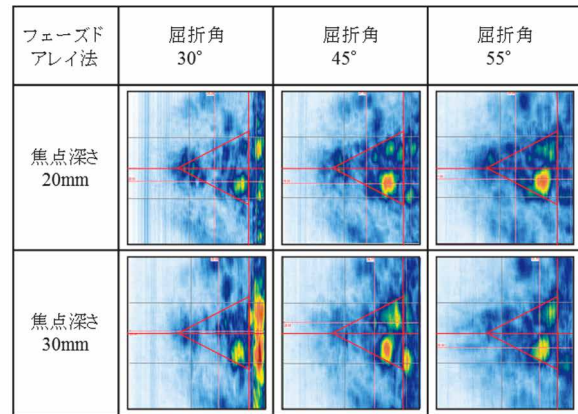 フェーズド
アレイ法
屈折角
30°
屈折角
45°
屈折角
55°
焦点深さ
20mm
焦点深さ
30mm